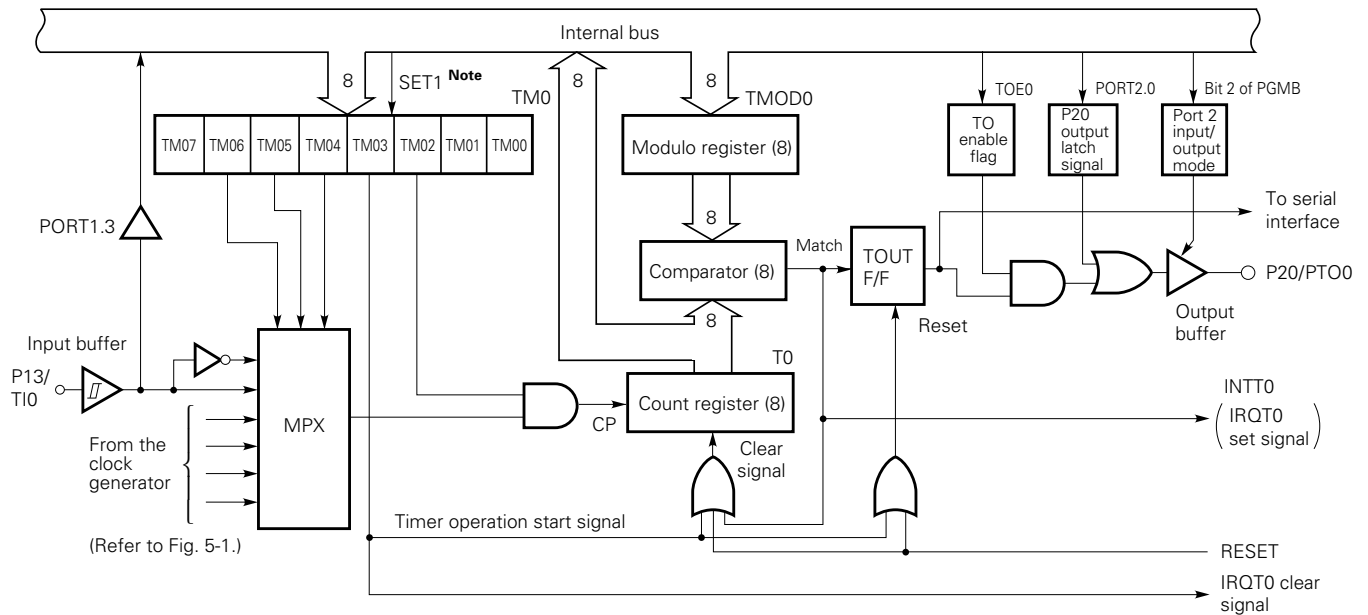 Internal bus
8
SET1 Note
TM0
8
8
TMOD0
TOE0
PORT2.0
Bit 2 of PGMB
TM07 TM06 TM05 TM04 TM03 TM02 TM01 TM00
Modulo register (8)
TO
enable
flag
P20
output
latch
signal
Port 2
input/
output
mode
PORT1.3
8
To serial
interface
Comparator (8)
Match
TOUT
F/F
P20/PTO0
Output
buffer
8
Reset
Input buffer
P13/
TI0
T0
MPX
CP
Count register (8)
INTT0
( IRQT0
set signal )
From the
clock
generator
Clear
signal
Timer operation start signal
(Refer to Fig. 5-1.)
RESET
IRQT0 clear
signal